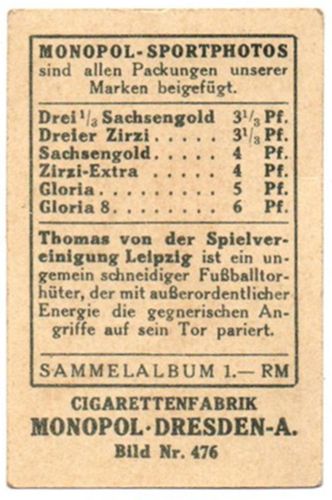 MONOPOL-SPORTPHOTOS
sind allen Packungen unserer
Marken beigefügt.
Drei 1/3 Sachsengold 3 1/3 Pf.
Dreier Zirzi ..... 3 1/3 Pf.
Sachsengold ..... 4 Pf.
Zirzi-Extra ..... 4 Pf.
Gloria ........ 5 Pf.
Gloria 8 ........ 6 Pf.
Thomas von der Spielver-
einigung Leipzig ist ein un-
gemein schneidiger Fußballtor-
hüter, der mit außerordentlicher
Energie die gegnerischen An-
griffe auf sein Tor pariert.
SAMMELALBUM 1.— RM
CIGARETTENFABRIK
MONOPOL·DRESDEN-A.
Bild Nr. 476